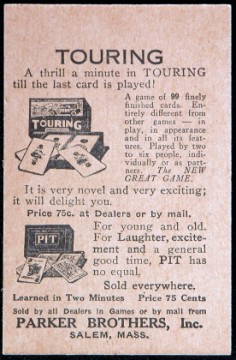 TOURING
A thrill a minute in TOURING
till the last card is played!
A game of 99 finely
finished cards. En-
tirely different from
other games — in
play, in appearance
and in all its fea-
tures. Played by two
to six people, indi-
vidually or as part-
ners. The NEW
GREAT GAME.
TOURING
It is very novel and very exciting;
it will delight you.
Price 75c. at Dealers or by mail.
For young and old.
For Laughter, excite-
ment and a general
good time, PIT has
no equal.
Sold everywhere.
PIT
Learned in Two Minutes Price 75 Cents
Sold by all Dealers in Games or by mail from
PARKER BROTHERS, Inc.
SALEM, MASS.